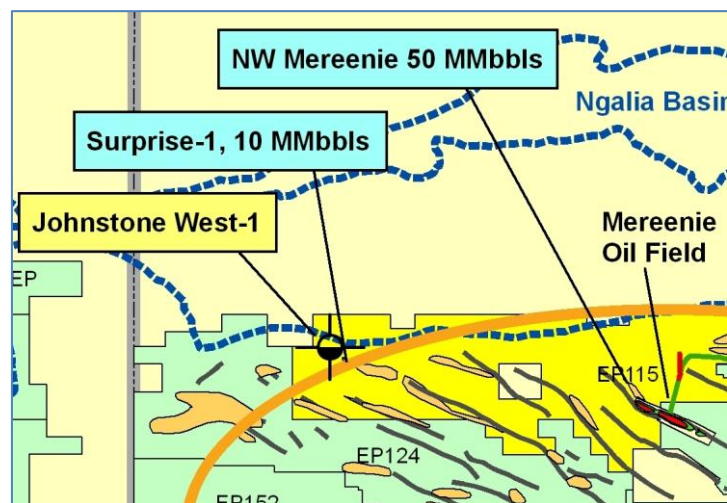 NW Mereenie 50 MMbbls
Ngalia Basin
Surprise-1, 10 MMbbls
Johnstone West-1
Mereenie
Oil Field
EP
EP115
EP124
EP152